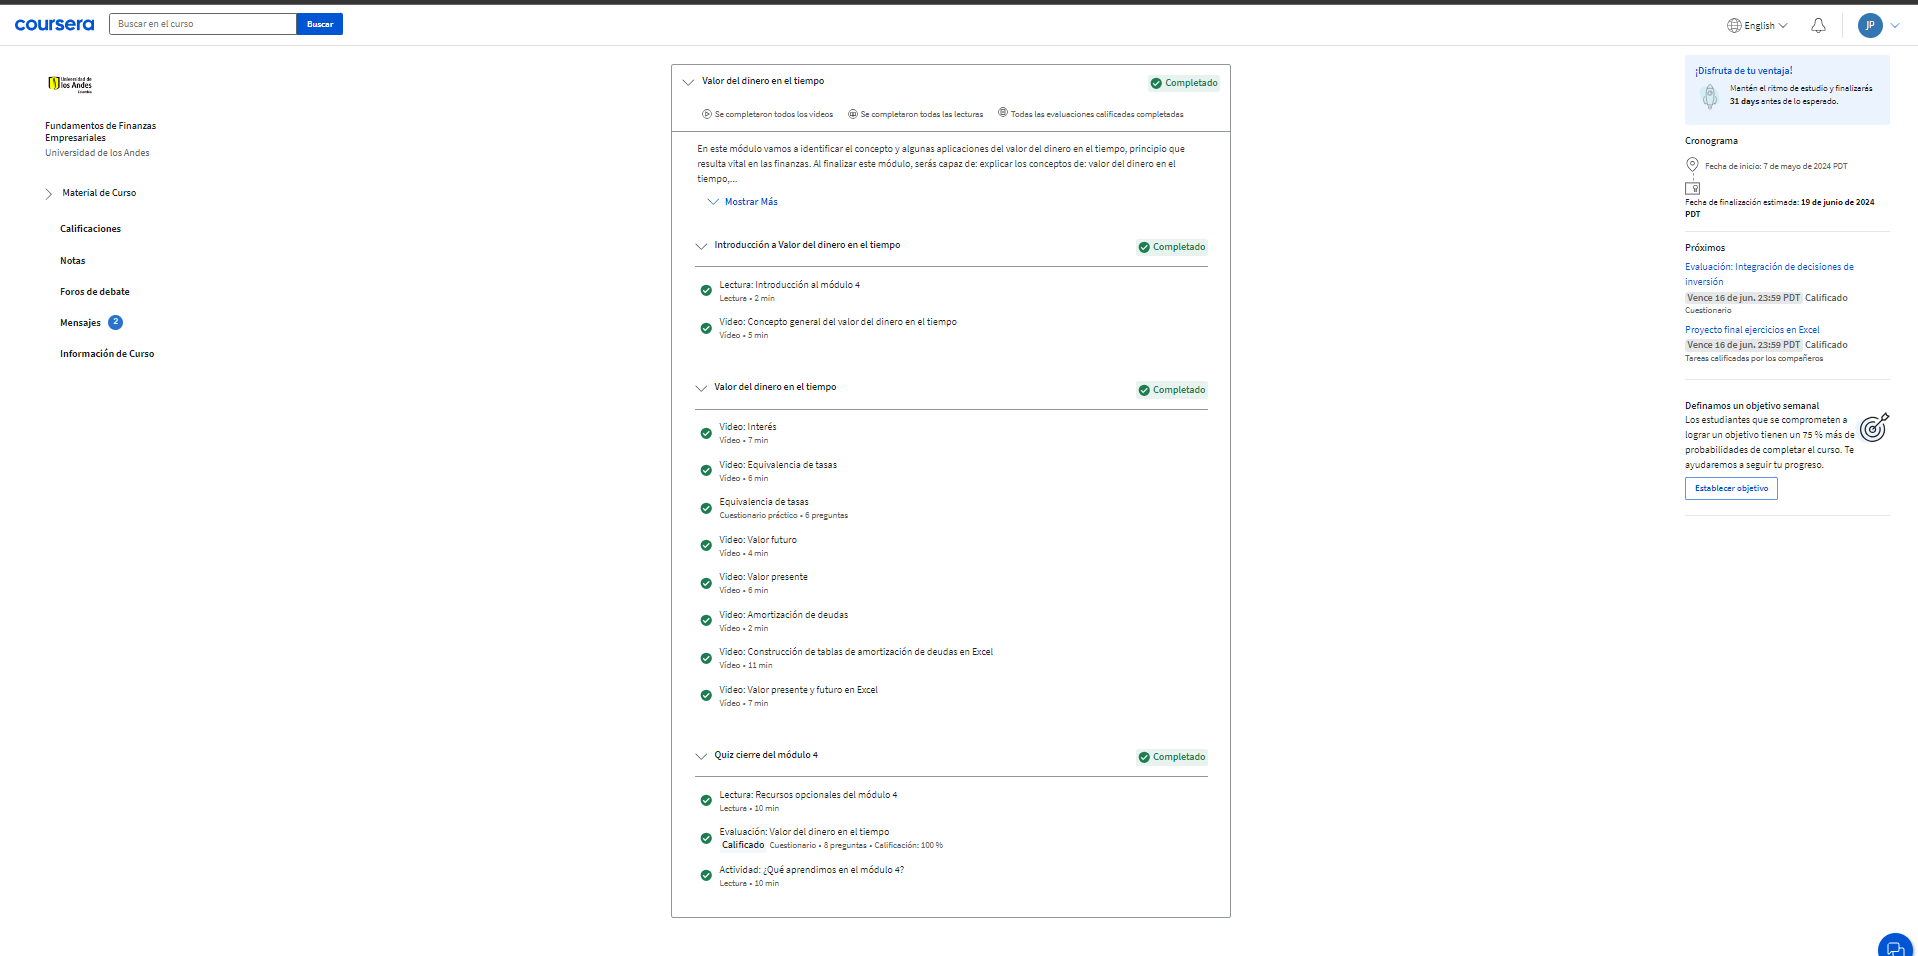 coursera
Buscar en el curso
Buscar
English
JP
Universidad de
los Andes
Colombia
Fundamentos de Finanzas
Empresariales
Universidad de los Andes
Material de Curso
Calificaciones
Notas
Foros de debate
Mensajes 2
Información de Curso
Valor del dinero en el tiempo
Completado
Se completaron todos los videos
Se completaron todas las lecturas
Todas las evaluaciones calificadas completadas
En este módulo vamos a identificar el concepto y algunas aplicaciones del valor del dinero en el tiempo, principio que
resulta vital en las finanzas. Al finalizar este módulo, serás capaz de: explicar los conceptos de: valor del dinero en el
tiempo,...
Mostrar Más
Introducción a Valor del dinero en el tiempo
Completado
Lectura: Introducción al módulo 4
Lectura • 2 min
Video: Concepto general del valor del dinero en el tiempo
Vídeo • 5 min
Valor del dinero en el tiempo
Completado
Video: Interés
Vídeo • 7 min
Video: Equivalencia de tasas
Vídeo • 6 min
Equivalencia de tasas
Cuestionario práctico • 6 preguntas
Video: Valor futuro
Vídeo • 4 min
Video: Valor presente
Vídeo • 6 min
Video: Amortización de deudas
Vídeo • 2 min
Video: Construcción de tablas de amortización de deudas en Excel
Vídeo • 11 min
Video: Valor presente y futuro en Excel
Vídeo • 7 min
Quiz cierre del módulo 4
Completado
Lectura: Recursos opcionales del módulo 4
Lectura • 10 min
Evaluación: Valor del dinero en el tiempo
Calificado Cuestionario • 8 preguntas • Calificación: 100 %
Actividad: ¿Qué aprendimos en el módulo 4?
Lectura • 10 min
¡Disfruta de tu ventaja!
Mantén el ritmo de estudio y finalizarás
31 days antes de lo esperado.
Cronograma
Fecha de inicio: 7 de mayo de 2024 PDT
Fecha de finalización estimada: 19 de junio de 2024
PDT
Próximos
Evaluación: Integración de decisiones de
inversión
Vence 16 de jun. 23:59 PDT Calificado
Cuestionario
Proyecto final ejercicios en Excel
Vence 16 de jun. 23:59 PDT Calificado
Tareas calificadas por los compañeros
Definamos un objetivo semanal
Los estudiantes que se comprometen a
lograr un objetivo tienen un 75 % más de
probabilidades de completar el curso. Te
ayudaremos a seguir tu progreso.
Establecer objetivo